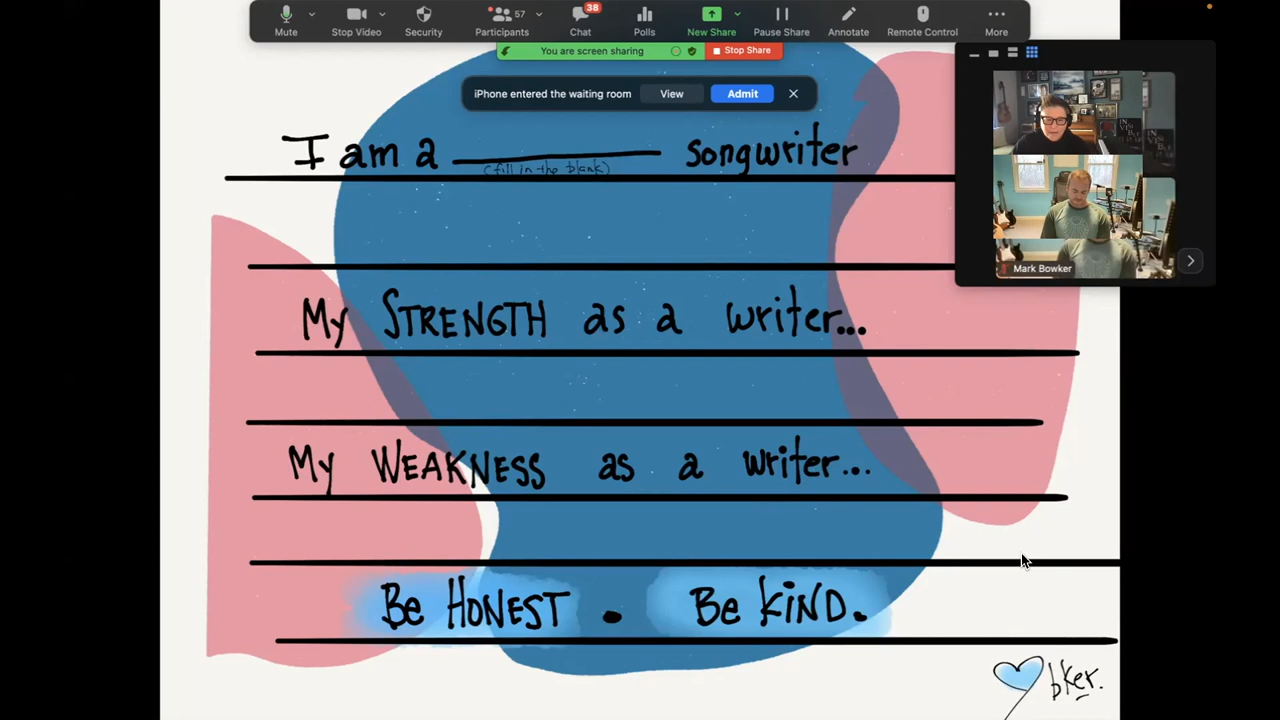 57
38
Mute
Stop Video
Security
Participants
Chat
Polls
New Share
Pause Share
Annotate
Remote Control
More
You are screen sharing
Stop Share
iPhone entered the waiting room
View
Admit
I am a ________ songwriter
(fill in the blank)
Mark Bowker
My STRENGTH as a writer...
My WEAKNESS as a writer...
Be HONEST. Be KiND.
bker.